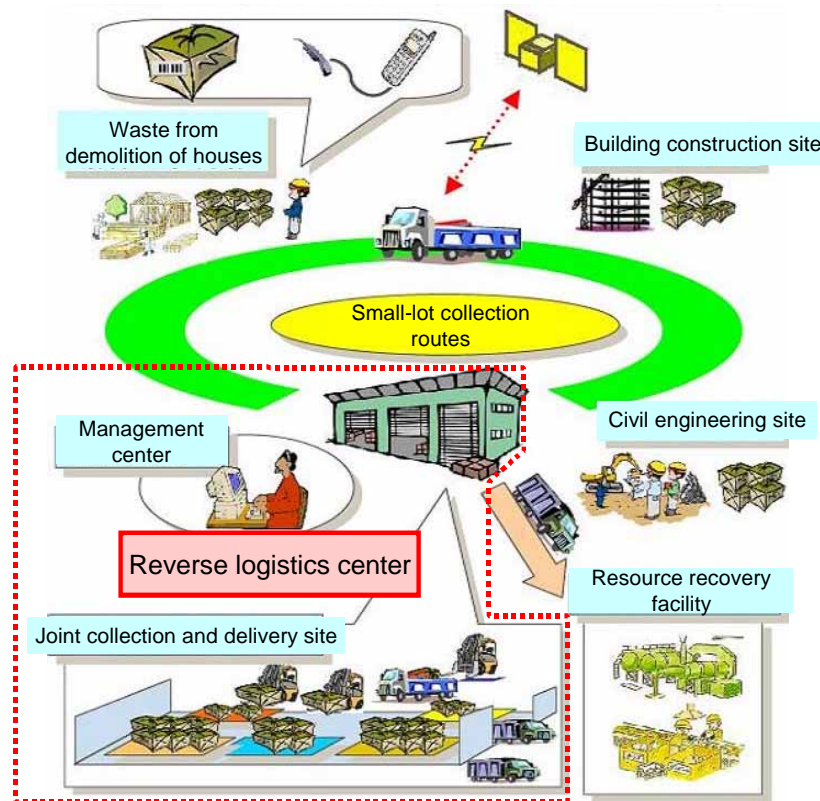 Waste from
demolition of houses
Building construction site
Small-lot collection
routes
Management
center
Civil engineering site
Reverse logistics center
Resource recovery
facility
Joint collection and delivery site